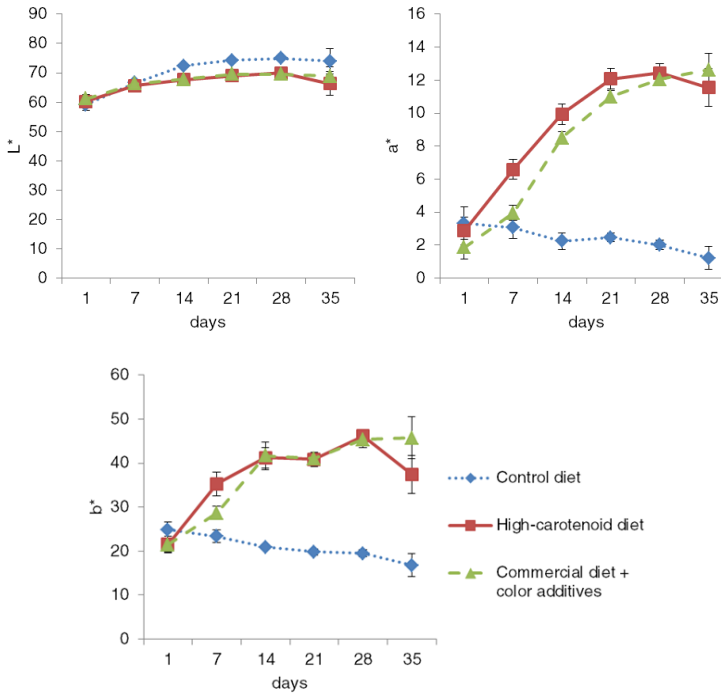 90
80
70
60
50
40
30
20
10
0
L*
1 7 14 21 28 35
days
16
14
12
10
8
6
4
2
0
a*
1 7 14 21 28 35
days
60
50
40
30
20
10
0
b*
1 7 14 21 28 35
days
Control diet
High-carotenoid diet
Commercial diet +
color additives